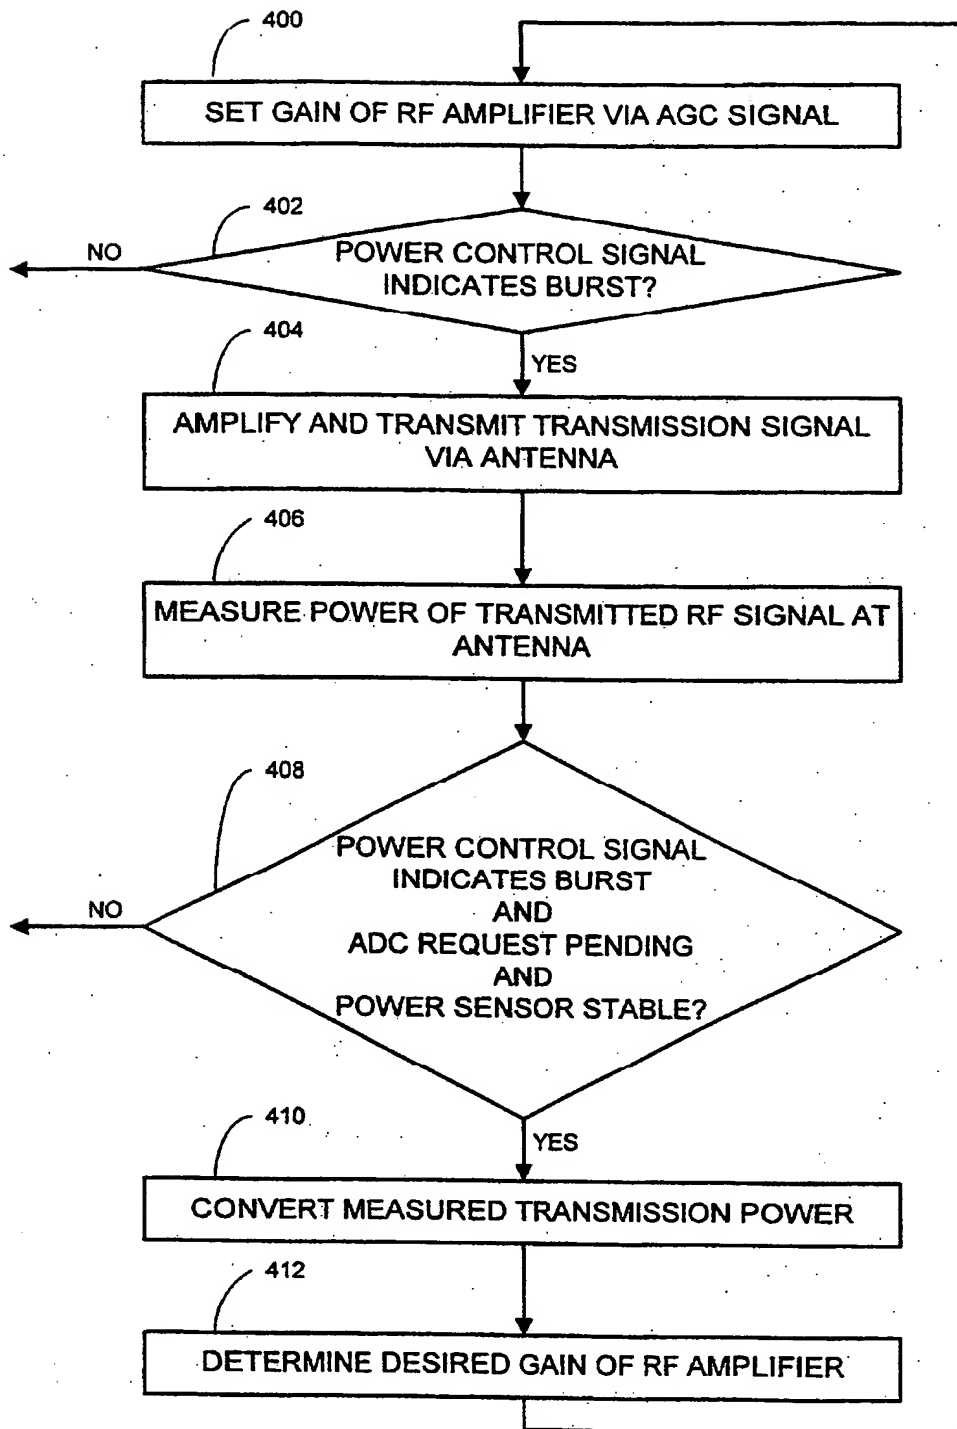 400
SET GAIN OF RF AMPLIFIER VIA AGC SIGNAL
402
NO
POWER CONTROL SIGNAL
INDICATES BURST?
404
YES
AMPLIFY AND TRANSMIT TRANSMISSION SIGNAL
VIA ANTENNA
406
MEASURE POWER OF TRANSMITTED RF SIGNAL AT
ANTENNA
408
POWER CONTROL SIGNAL
INDICATES BURST
NO
AND
ADC REQUEST PENDING
AND
POWER SENSOR STABLE?
410
YES
CONVERT MEASURED TRANSMISSION POWER
412
DETERMINE DESIRED GAIN OF RF AMPLIFIER